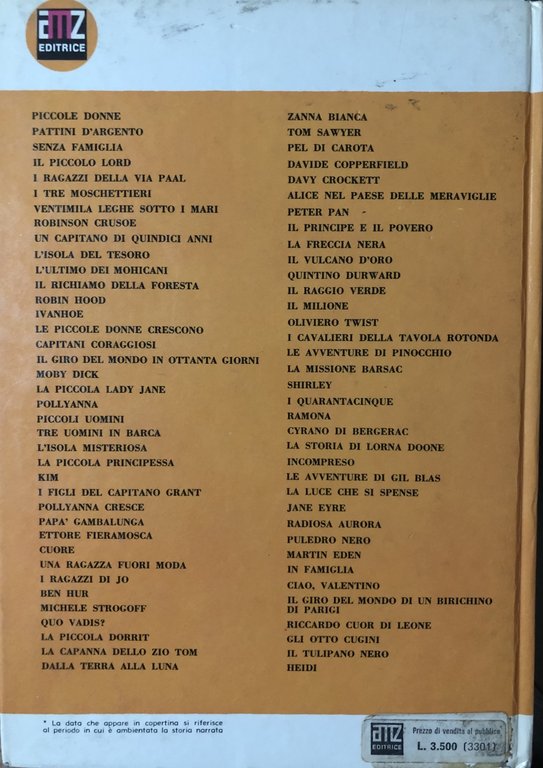 AMZ
EDITRICE
PICCOLE DONNE
PATTINI D'ARGENTO
SENZA FAMIGLIA
IL PICCOLO LORD
I RAGAZZI DELLA VIA PAAL
I TRE MOSCHETTIERI
VENTIMILA LEGHE SOTTO I MARI
ROBINSON CRUSOE
UN CAPITANO DI QUINDICI ANNI
L'ISOLA DEL TESORO
L'ULTIMO DEI MOHICANI
IL RICHIAMO DELLA FORESTA
ROBIN HOOD
IVANHOE
LE PICCOLE DONNE CRESCONO
CAPITANI CORAGGIOSI
IL GIRO DEL MONDO IN OTTANTA GIORNI
MOBY DICK
LA PICCOLA LADY JANE
POLLYANNA
PICCOLI UOMINI
TRE UOMINI IN BARCA
L'ISOLA MISTERIOSA
LA PICCOLA PRINCIPESSA
KIM
I FIGLI DEL CAPITANO GRANT
POLLYANNA CRESCE
PAPA' GAMBALUNGA
ETTORE FIERAMOSCA
CUORE
UNA RAGAZZA FUORI MODA
I RAGAZZI DI JO
BEN HUR
MICHELE STROGOFF
QUO VADIS?
LA PICCOLA DORRIT
LA CAPANNA DELLO ZIO TOM
DALLA TERRA ALLA LUNA
ZANNA BIANCA
TOM SAWYER
PEL DI CAROTA
DAVIDE COPPERFIELD
DAVY CROCKETT
ALICE NEL PAESE DELLE MERAVIGLIE
PETER PAN
IL PRINCIPE E IL POVERO
LA FRECCIA NERA
IL VULCANO D'ORO
QUINTINO DURWARD
IL RAGGIO VERDE
IL MILIONE
OLIVIERO TWIST
I CAVALIERI DELLA TAVOLA ROTONDA
LE AVVENTURE DI PINOCCHIO
LA MISSIONE BARSAC
SHIRLEY
I QUARANTACINQUE
RAMONA
CYRANO DI BERGERAC
LA STORIA DI LORNA DOONE
INCOMPRESO
LE AVVENTURE DI GIL BLAS
LA LUCE CHE SI SPENSE
JANE EYRE
RADIOSA AURORA
PULEDRO NERO
MARTIN EDEN
IN FAMIGLIA
CIAO, VALENTINO
IL GIRO DEL MONDO DI UN BIRICHINO
DI PARIGI
RICCARDO CUOR DI LEONE
GLI OTTO CUGINI
IL TULIPANO NERO
HEIDI
* La data che appare in copertina si riferisce
al periodo in cui è ambientata la storia narrata
AMZ
EDITRICE
Prezzo di vendita al pubblico
L. 3.500 (3301)